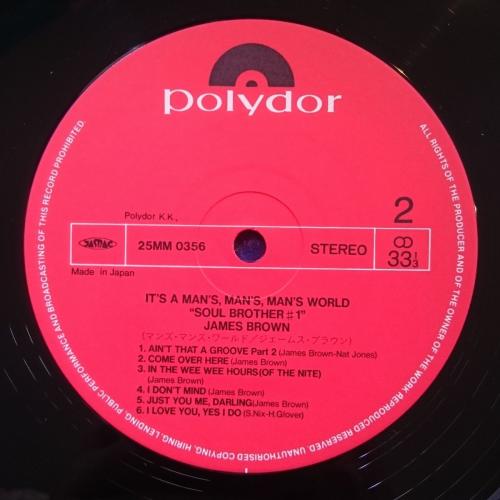 polydor
ALL RIGHTS OF THE PRODUCER AND OF THE OWNER OF THE WORK REPRODUCED RESERVED. UNAUTHORISED COPYING, HIRING, LENDING, PUBLIC PERFORMANCE AND BROADCASTING OF THIS RECORD PROHIBITED.
Polydor K.K.,
2
JASRAC
25MM 0356
STEREO
33 1/3
Made in Japan
IT'S A MAN'S, MAN'S, MAN'S WORLD
"SOUL BROTHER #1"
JAMES BROWN
(マンズ・マンズ・ワールド/ジェームス・ブラウン)
1. AIN'T THAT A GROOVE Part 2 (James Brown-Nat Jones)
2. COME OVER HERE (James Brown)
3. IN THE WEE WEE HOURS(OF THE NITE)
(James Brown)
4. I DON'T MIND (James Brown)
5. JUST YOU ME, DARLING(James Brown)
6. I LOVE YOU, YES I DO (S.Nix-H.Glover)